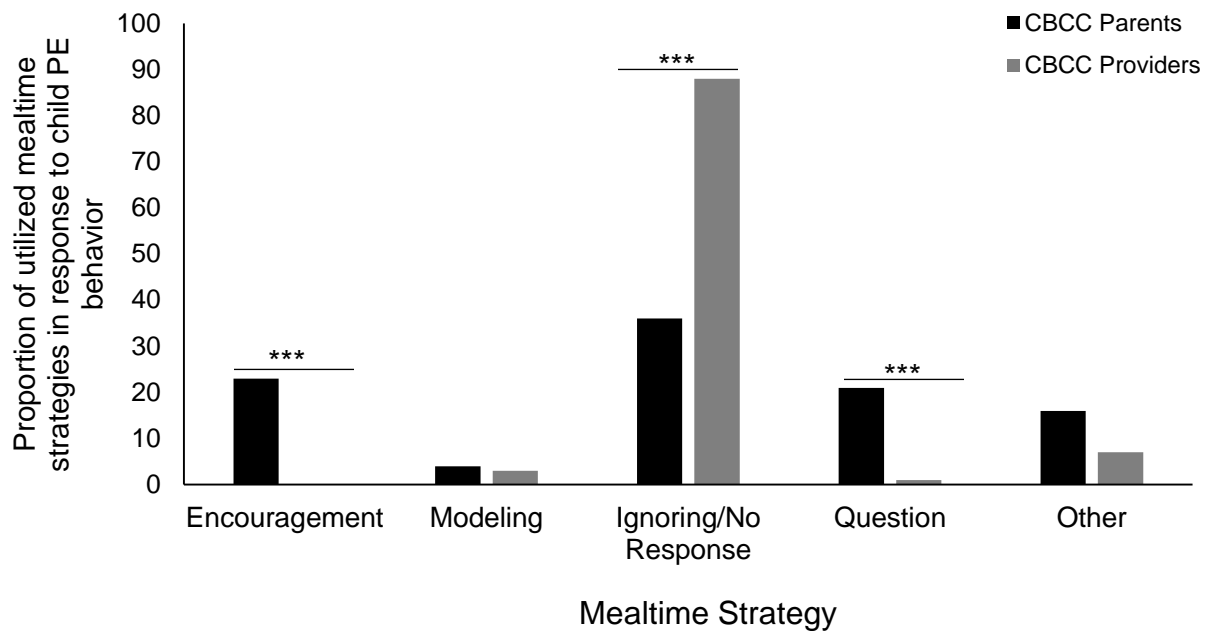 Proportion of utilized mealtime
strategies in response to child PE
behavior
100
90
80
70
60
50
40
30
20
10
0
CBCC Parents
CBCC Providers
***
***
***
Encouragement
Modeling
Ignoring/No
Response
Question
Other
Mealtime Strategy